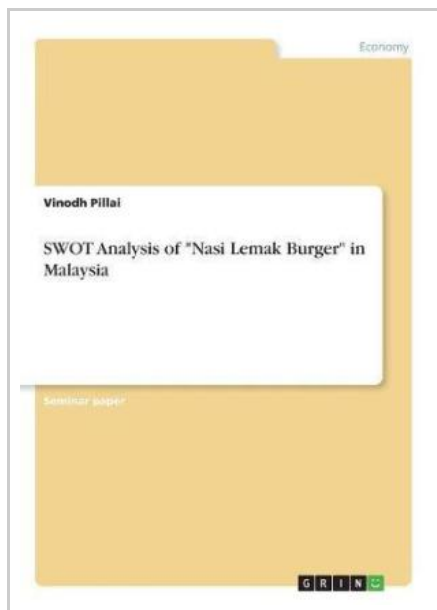 Economy
Vinodh Pillai
SWOT Analysis of "Nasi Lemak Burger" in
Malaysia
Seminar paper
GRIN